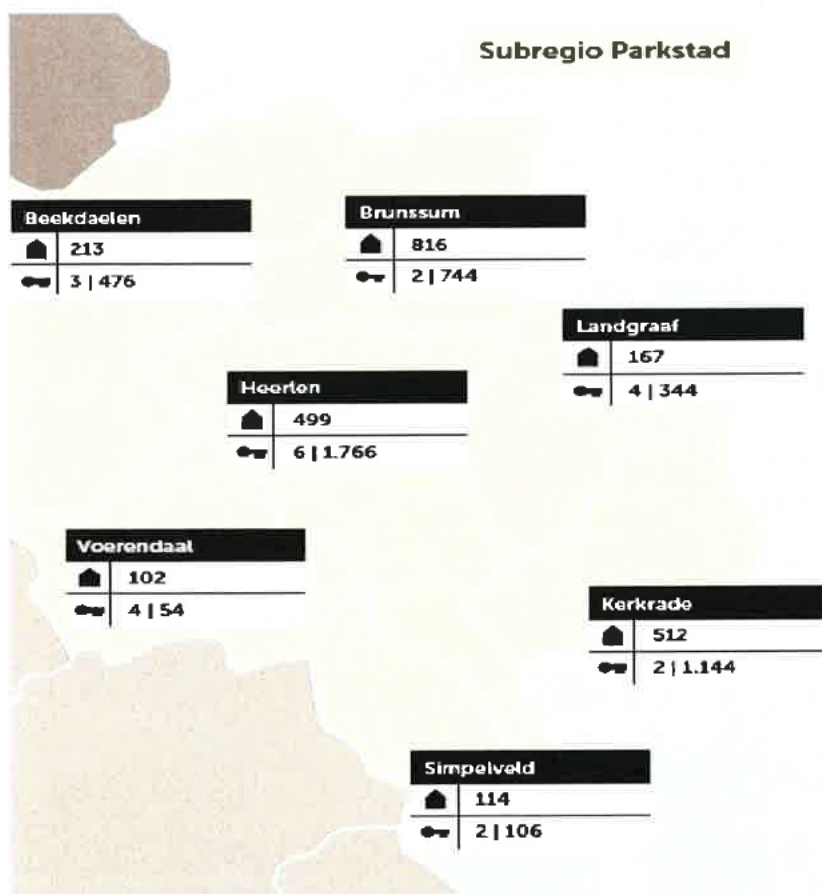 Subregio Parkstad
Beekdaelen
213
3 | 476
Brunssum
816
2 | 744
Landgraaf
167
4 | 344
Heerlen
499
6 | 1.766
Voerendaal
102
4 | 54
Kerkrade
512
2 | 1.144
Simpelveld
114
2 | 106